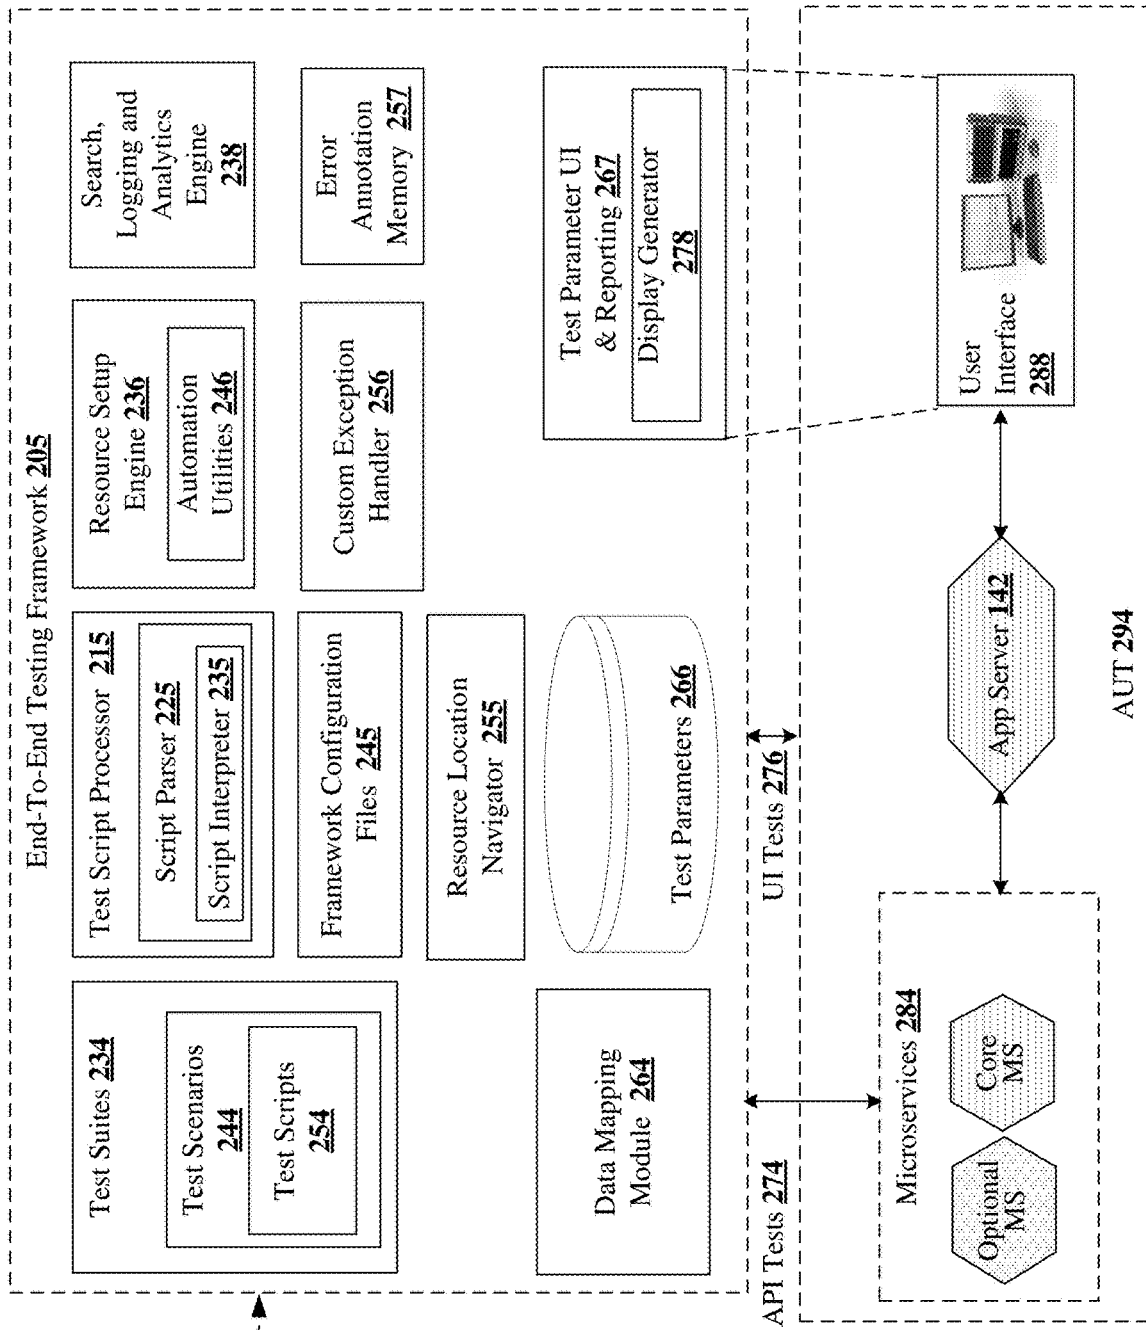 End-To-End Testing Framework 205
Test Suites 234
Test Scenarios
244
Test Scripts
254
Test Script Processor 215
Script Parser 225
Script Interpreter 235
Resource Setup
Engine 236
Automation
Utilities 246
Search,
Logging and
Analytics
Engine
238
Framework Configuration
Files 245
Custom Exception
Handler 256
Error
Annotation
Memory 257
Resource Location
Navigator 255
Data Mapping
Module 264
Test Parameters 266
Test Parameter UI
& Reporting 267
Display Generator
278
API Tests 274
UI Tests 276
Microservices 284
Optional
MS
Core
MS
App Server 142
User
Interface
288
AUT 294